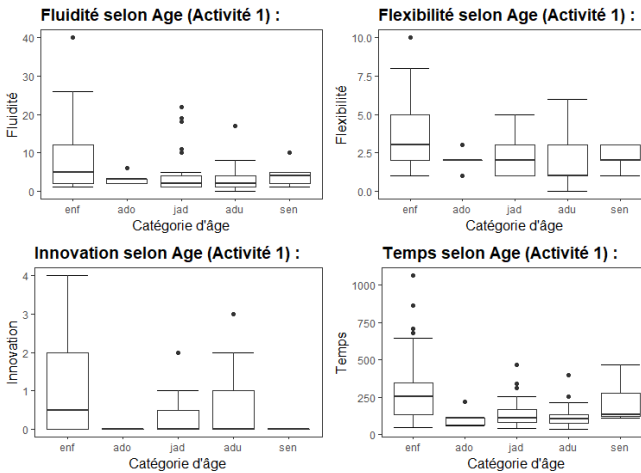 Fluidité selon Age (Activité 1) :
40
30
20
10
0
Fluidité
enf ado jad adu sen
Catégorie d'âge
Flexibilité selon Age (Activité 1) :
10.0
7.5
5.0
2.5
0.0
Flexibilité
enf ado jad adu sen
Catégorie d'âge
Innovation selon Age (Activité 1) :
4
3
2
1
0
Innovation
enf ado jad adu sen
Catégorie d'âge
Temps selon Age (Activité 1) :
1000
750
500
250
0
Temps
enf ado jad adu sen
Catégorie d'âge